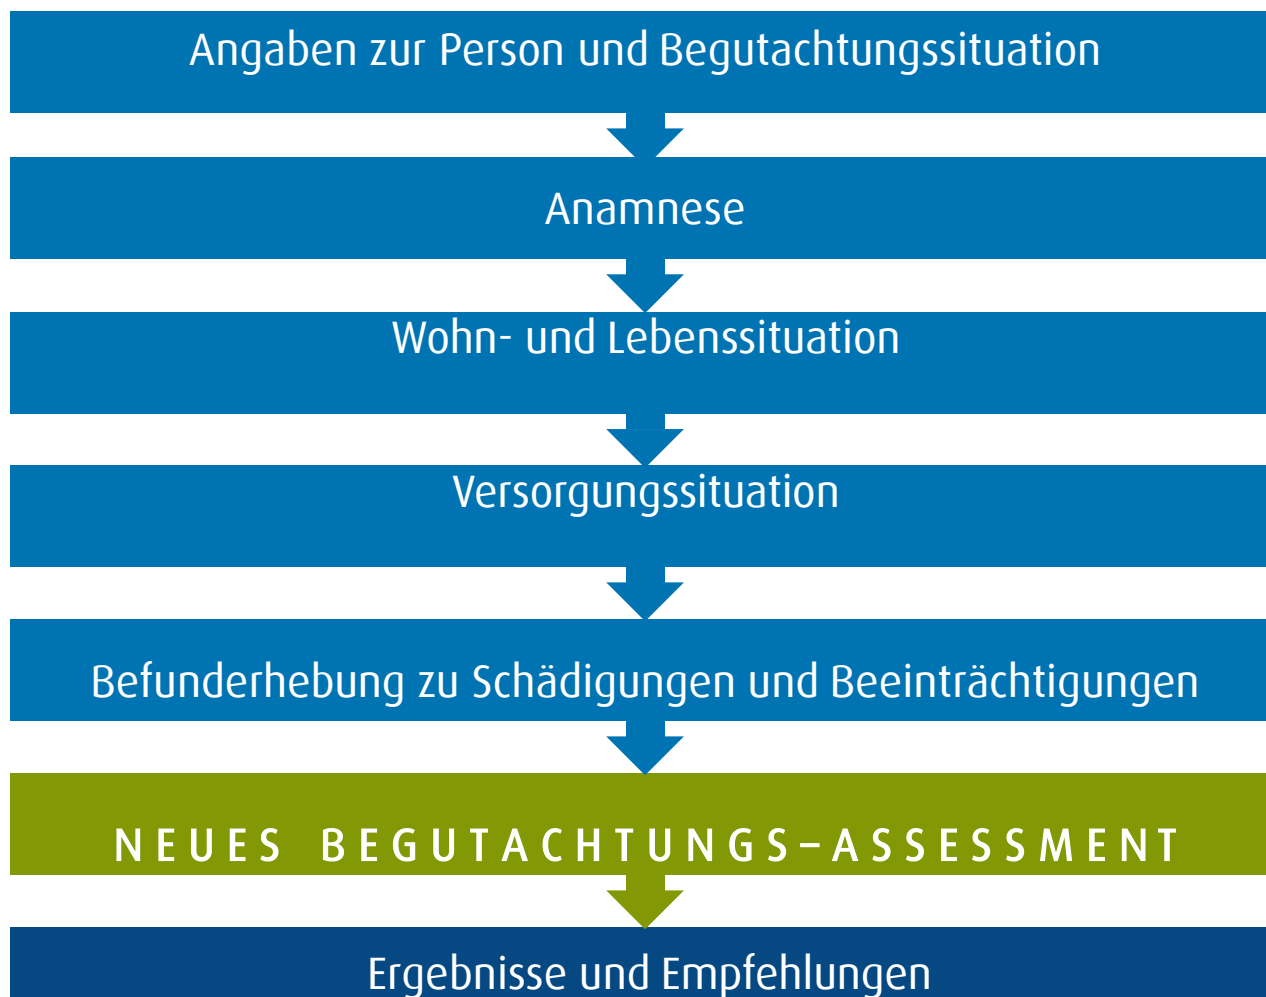 Angaben zur Person und Begutachtungssituation
Anamnese
Wohn- und Lebenssituation
Versorgungssituation
Befunderhebung zu Schädigungen und Beeinträchtigungen
NEUES BEGUTACHTUNGS–ASSESSMENT
Ergebnisse und Empfehlungen